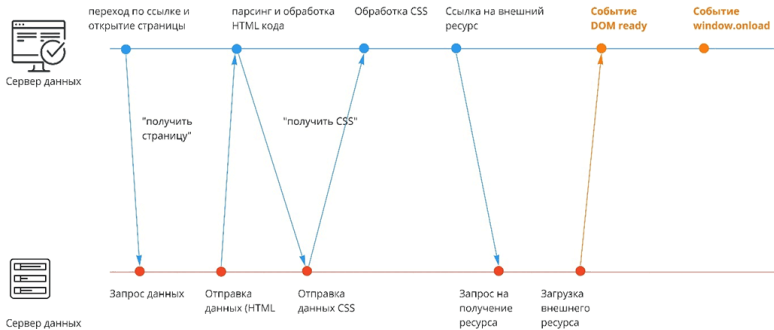 переход по ссылке и
открытие страницы
парсинг и обработка
HTML кода
Обработка CSS
Ссылка на внешний
ресурс
Событие
DOM ready
Событие
window.onload
Сервер данных
"получить
страницу"
"получить CSS"
Запрос данных
Отправка
данных (HTML
Отправка
данных CSS
Запрос на
получение
ресурса
Загрузка
внешнего
ресурса
Сервер данных